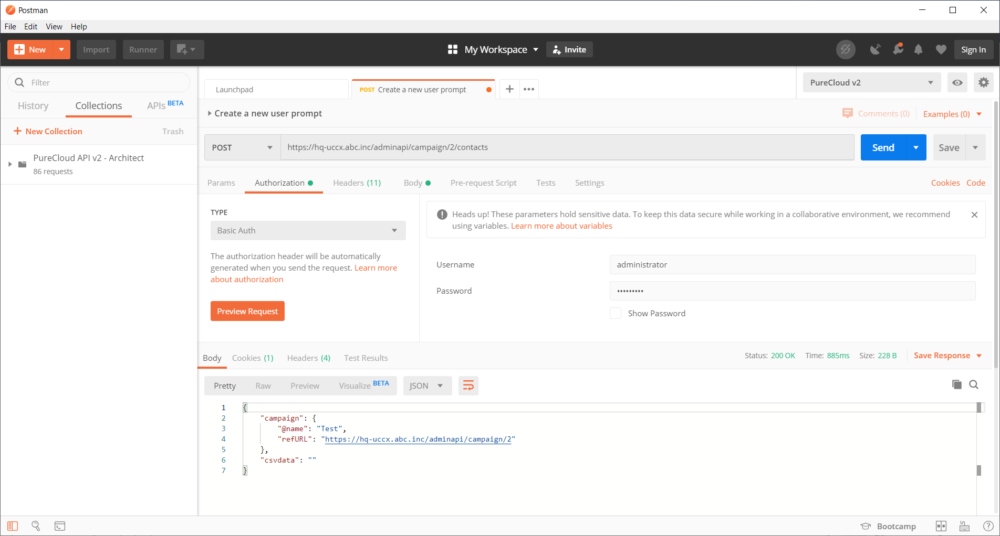 Postman
File Edit View Help
New Import Runner My Workspace Invite Sign In
Filter
History Collections APIs BETA
+ New Collection Trash
PureCloud API v2 - Architect
86 requests
Launchpad POST Create a new user prompt + ••• PureCloud v2
Create a new user prompt Comments (0) Examples (0)
POST https://hq-uccx.abc.inc/adminapi/campaign/2/contacts Send Save
Params Authorization Headers (11) Body Pre-request Script Tests Settings Cookies Code
TYPE
Basic Auth
The authorization header will be automatically
generated when you send the request. Learn more
about authorization
Preview Request
Heads up! These parameters hold sensitive data. To keep this data secure while working in a collaborative environment, we recommend
using variables. Learn more about variables
Username administrator
Password •••••••••
Show Password
Body Cookies (1) Headers (4) Test Results Status: 200 OK Time: 885ms Size: 228 B Save Response
Pretty Raw Preview Visualize BETA JSON
1 {
2 "campaign": {
3 "@name": "Test",
4 "refURL": "https://hq-uccx.abc.inc/adminapi/campaign/2"
5 },
6 "csvdata": ""
7 }
Bootcamp